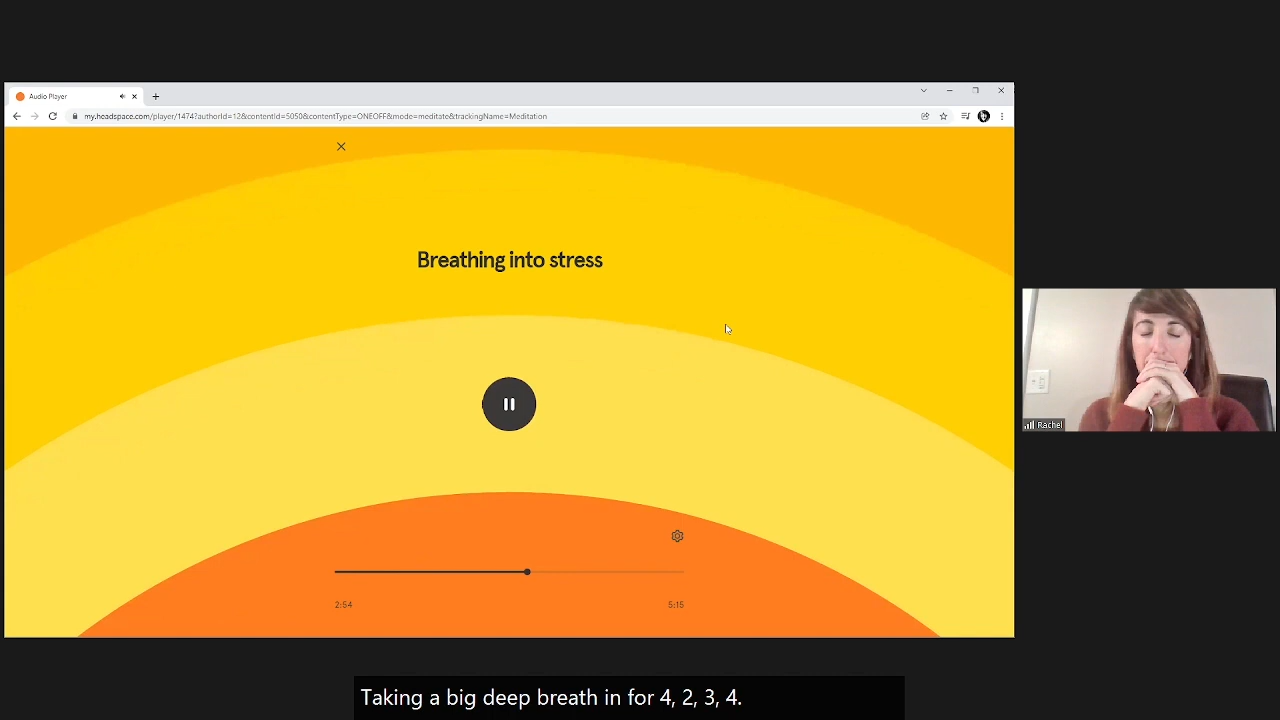 Audio Player
my.headspace.com/player/1474?authorId=12&contentId=5050&contentType=ONEOFF&mode=meditate&trackingName=Meditation
Breathing into stress
2:54
5:15
Rachel
Taking a big deep breath in for 4, 2, 3, 4.